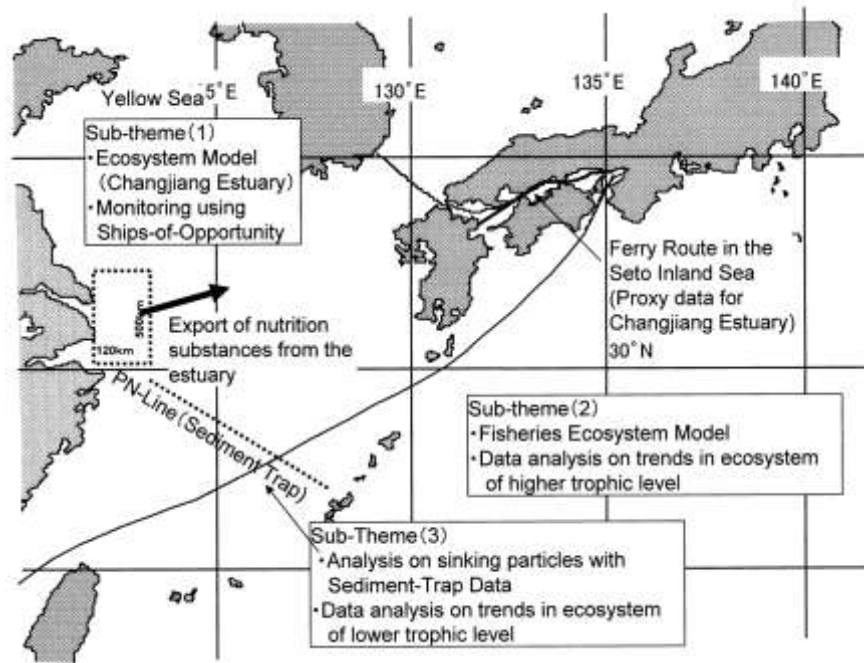 5°E
130°E
135°E
140°E
Yellow Sea
Sub-theme(1)
・Ecosystem Model
(Changjiang Estuary)
・Monitoring using
Ships-of-Opportunity
Ferry Route in the
Seto Inland Sea
(Proxy data for
Changjiang Estuary)
30°N
500km
120km
Export of nutrition
substances from the
estuary
PN-Line(Sediment Trap)
Sub-theme(2)
・Fisheries Ecosystem Model
・Data analysis on trends in ecosystem
of higher trophic level
Sub-Theme(3)
・Analysis on sinking particles with
Sediment-Trap Data
・Data analysis on trends in ecosystem
of lower trophic level